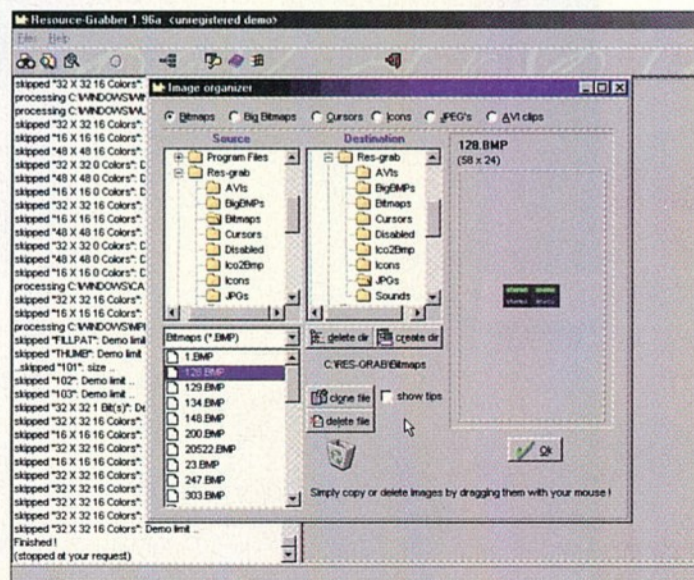 Resource-Grabber 1.96a <unregistered demo>
Files Help
skipped "32 X 32 16 Colors":
processing C:\WINDOWS\WI
processing C:\WINDOWS\UL
skipped "32 X 32 16 Colors":
skipped "16 X 16 16 Colors":
skipped "48 X 48 16 Colors":
skipped "32 X 32 0 Colors": D
skipped "48 X 48 0 Colors": D
skipped "16 X 16 0 Colors": D
skipped "32 X 32 16 Colors":
skipped "16 X 16 16 Colors":
skipped "48 X 48 16 Colors":
skipped "32 X 32 0 Colors": D
skipped "48 X 48 0 Colors": D
skipped "16 X 16 0 Colors": C
processing C:\WINDOWS\CA
skipped "32 X 32 16 Colors":
skipped "16 X 16 16 Colors":
processing C:\WINDOWS\MPI
skipped "FILLPAT": Demo limit
skipped "THUMB": Demo limit
..skipped "101": size ..
skipped "102": Demo limit ..
skipped "103": Demo limit ..
skipped "32 X 32 1 Bit(s)": De
skipped "32 X 32 16 Colors":
skipped "16 X 16 16 Colors":
skipped "32 X 32 16 Colors":
skipped "16 X 16 16 Colors":
skipped "32 X 32 16 Colors":
skipped "32 X 32 16 Colors":
skipped "32 X 32 16 Colors":
skipped "32 X 32 16 Colors":
skipped "32 X 32 16 Colors": Demo limit ..
Finished !
(stopped at your request)
Image organizer
Bitmaps Big Bitmaps Cursors Icons JPEG's AVI clips
Source
Program Files
Res-grab
AVIs
BigBMPs
Bitmaps
Cursors
Disabled
Ico2Bmp
Icons
JPGs
Destination
Res-grab
AVIs
BigBMPs
Bitmaps
Cursors
Disabled
Ico2Bmp
Icons
JPGs
Sounds
128.BMP
(58 x 24)
Bitmaps (*.BMP)
delete dir create dir
C:\RES-GRAB\Bitmaps
1.BMP
128.BMP
129.BMP
134.BMP
148.BMP
200.BMP
20522.BMP
23.BMP
247.BMP
303.BMP
clone file show tips
delete file
Ok
Simply copy or delete Images by dragging them with your mouse !